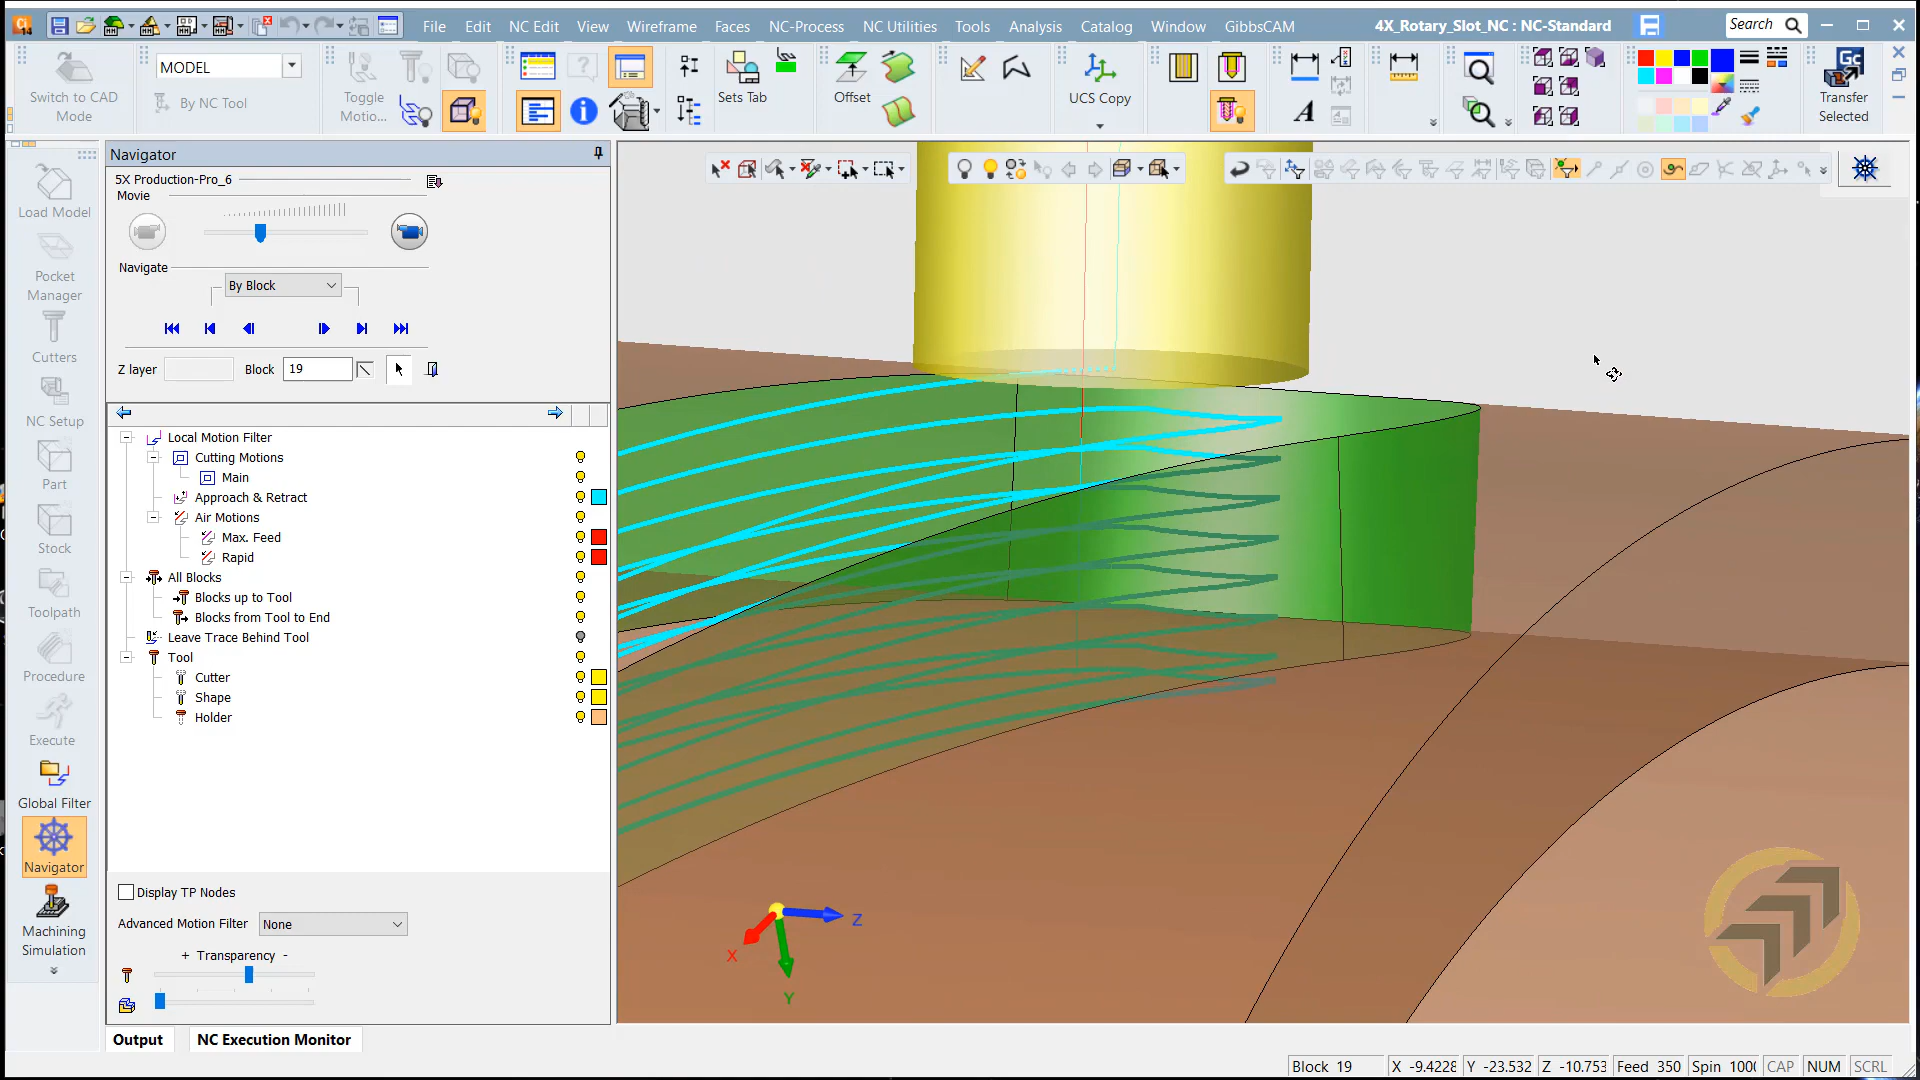 File Edit NC Edit View Wireframe Faces NC-Process NC Utilities Tools Analysis Catalog Window GibbsCAM 4X_Rotary_Slot_NC : NC-Standard Search
Switch to CAD Mode
MODEL
By NC Tool
Toggle Motio...
Sets Tab
Offset
UCS Copy
Transfer Selected
Load Model
Pocket Manager
Cutters
NC Setup
Part
Stock
Toolpath
Procedure
Execute
Global Filter
Navigator
Machining Simulation
Navigator
5X Production-Pro_6
Movie
Navigate
By Block
Z layer
Block 19
Local Motion Filter
Cutting Motions
Main
Approach & Retract
Air Motions
Max. Feed
Rapid
All Blocks
Blocks up to Tool
Blocks from Tool to End
Leave Trace Behind Tool
Tool
Cutter
Shape
Holder
Display TP Nodes
Advanced Motion Filter None
+ Transparency -
Z
X
Y
Output NC Execution Monitor
Block 19 X -9.4228 Y -23.532 Z -10.753 Feed 350 Spin 100 CAP NUM SCRL